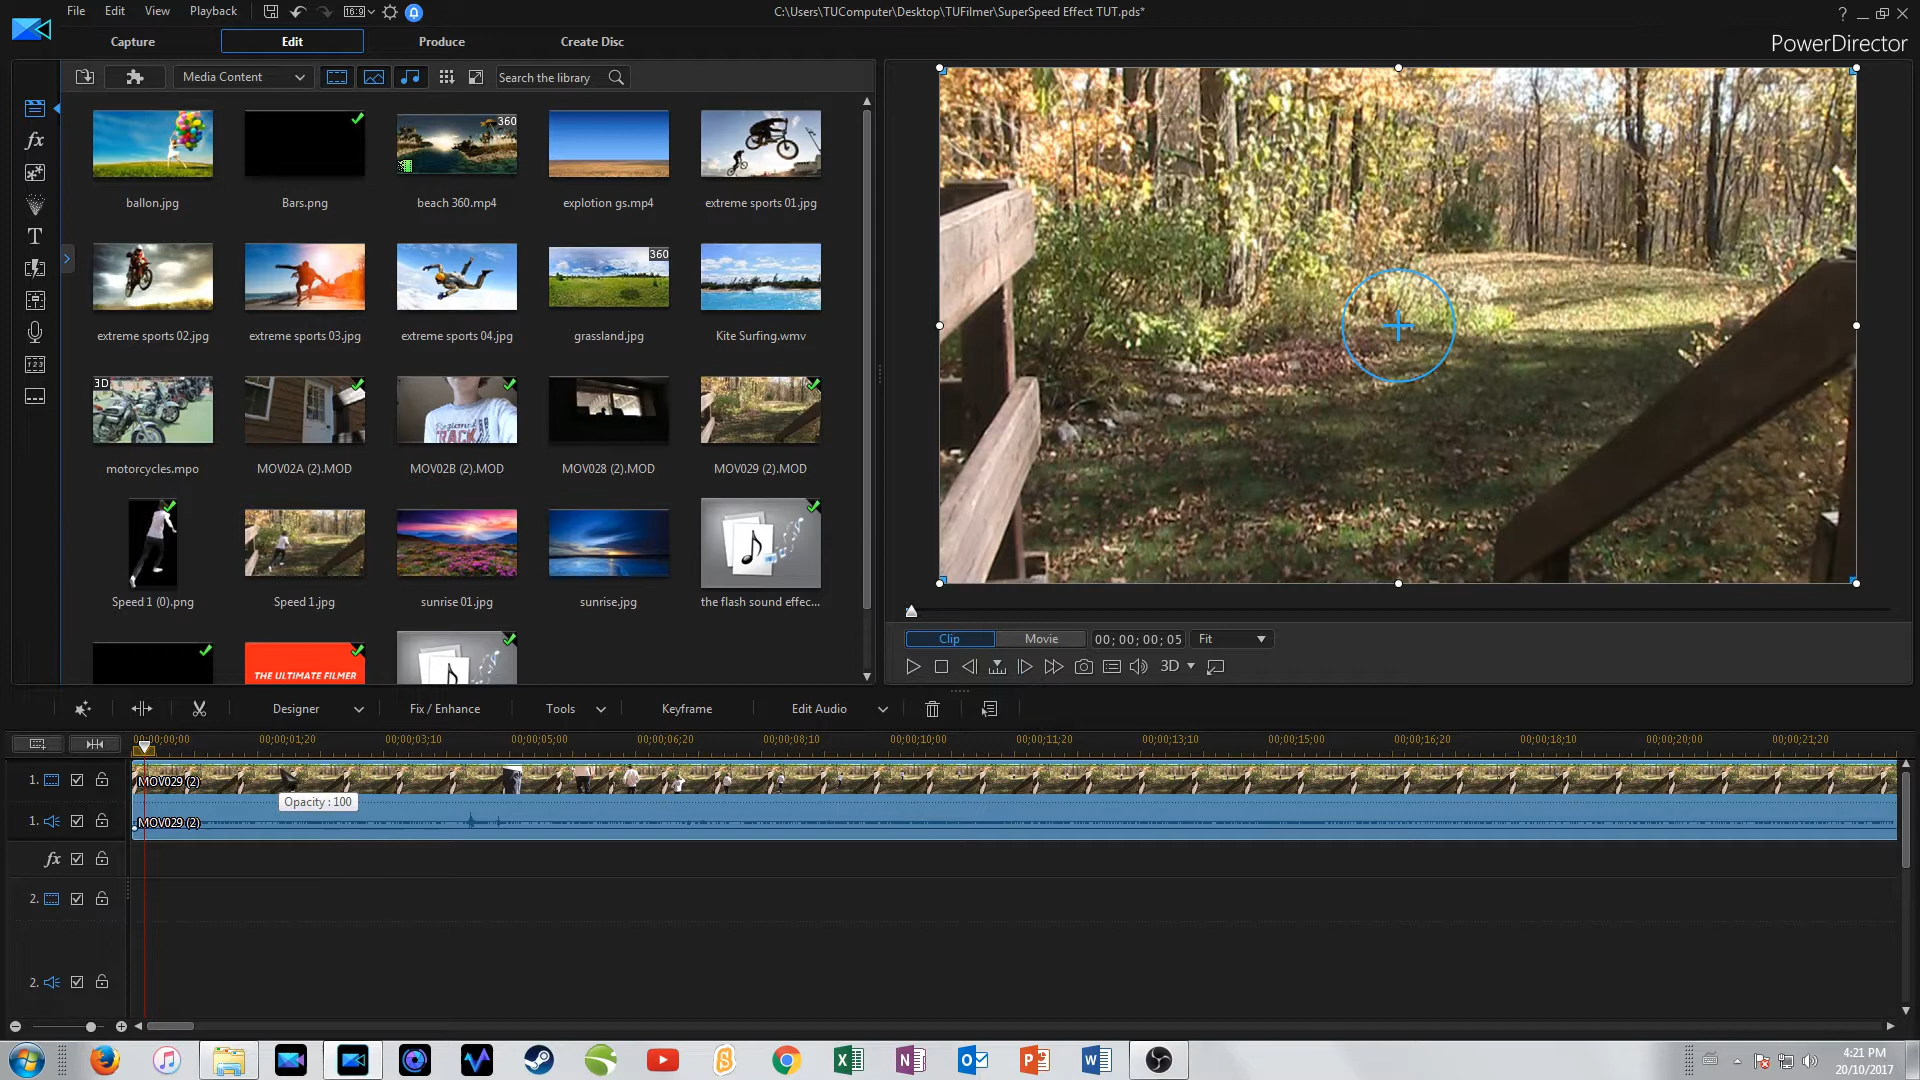 File Edit View Playback 16:9 C:\Users\TUComputer\Desktop\TUFilmer\SuperSpeed Effect TUT.pds* ?
Capture Edit Produce Create Disc PowerDirector
Media Content Search the library
360
ballon.jpg Bars.png beach 360.mp4 explotion gs.mp4 extreme sports 01.jpg
360
extreme sports 02.jpg extreme sports 03.jpg extreme sports 04.jpg grassland.jpg Kite Surfing.wmv
3D
TRACK
motorcycles.mpo MOV02A (2).MOD MOV02B (2).MOD MOV028 (2).MOD MOV029 (2).MOD
Speed 1 (0).png Speed 1.jpg sunrise 01.jpg sunrise.jpg the flash sound effec...
THE ULTIMATE FILMER
Clip Movie 00; 00; 00; 05 Fit
3D
Designer Fix / Enhance Tools Keyframe Edit Audio
00;00;00;00 00;00;01;20 00;00;03;10 00;00;05;00 00;00;06;20 00;00;08;10 00;00;10;00 00;00;11;20 00;00;13;10 00;00;15;00 00;00;16;20 00;00;18;10 00;00;20;00 00;00;21;20
1. MOV029 (2)
Opacity : 100
1. MOV029 (2)
fx
2.
2.
4:21 PM
20/10/2017